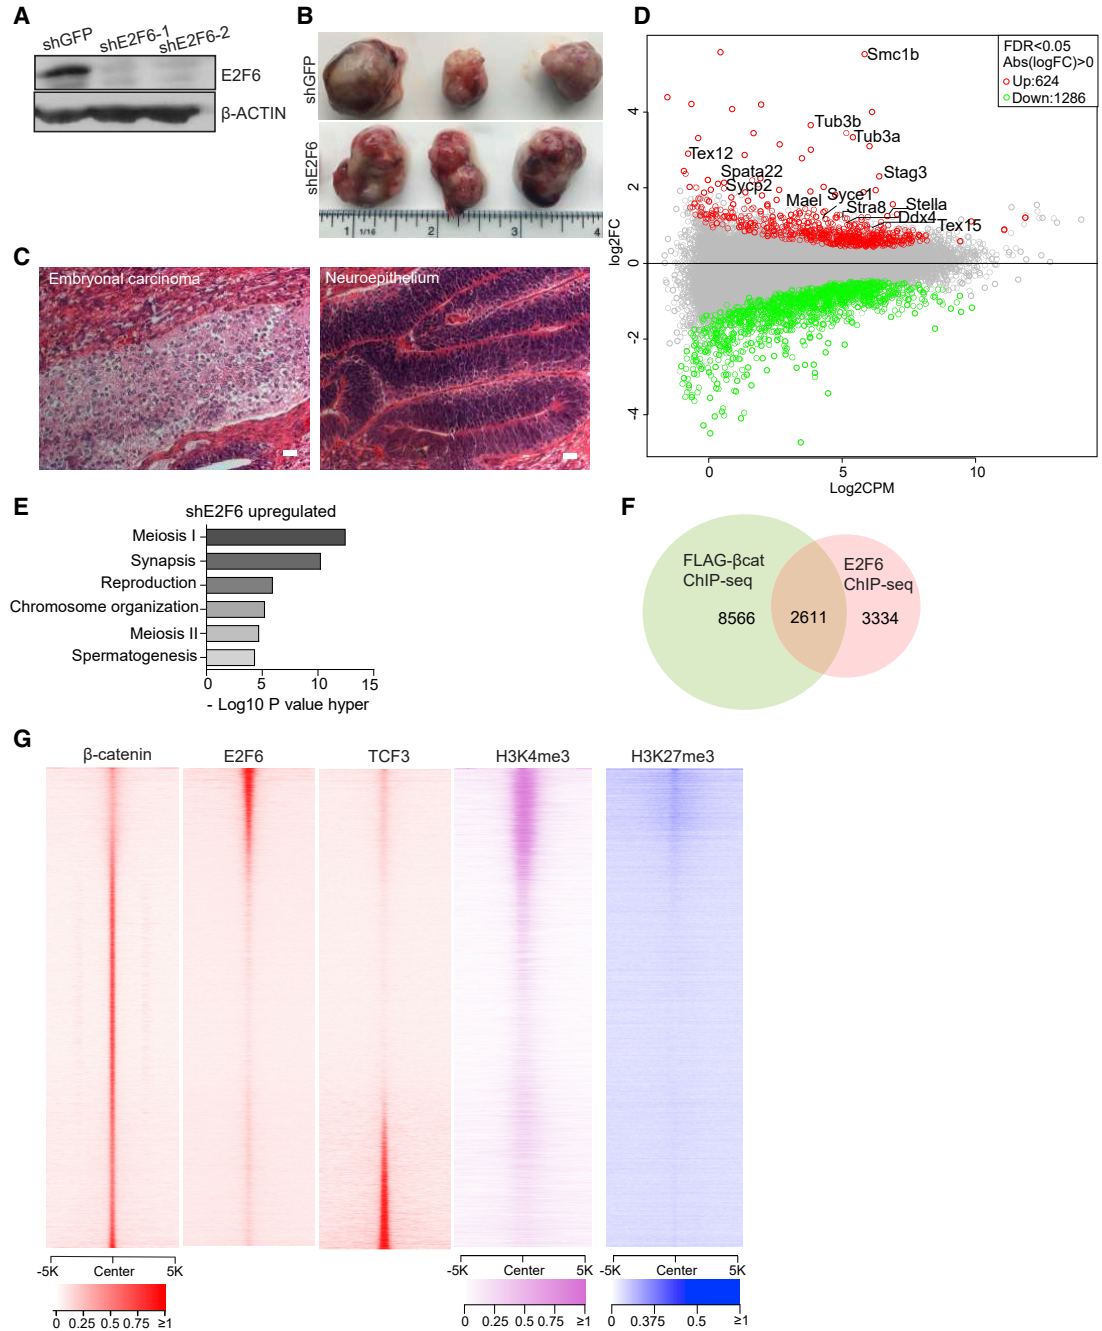 A
shGFP shE2F6-1 shE2F6-2
E2F6
β-ACTIN
B
shGFP
shE2F6
1 1/16 2 3 4
C
Embryonal carcinoma
Neuroepithelium
D
FDR<0.05
Abs(logFC)>0
Up:624
Down:1286
Smc1b
Tub3b
Tub3a
Tex12
Spata22
Sycp2
Stag3
Mael
Syce1
Stra8
Stella
Ddx4
Tex15
log2FC
4
2
0
-2
-4
0 5 10
Log2CPM
E
shE2F6 upregulated
Meiosis I
Synapsis
Reproduction
Chromosome organization
Meiosis II
Spermatogenesis
0 5 10 15
- Log10 P value hyper
F
FLAG-βcat
ChIP-seq
E2F6
ChIP-seq
8566 2611 3334
G
β-catenin E2F6 TCF3 H3K4me3 H3K27me3
-5K Center 5K
0 0.25 0.5 0.75 ≥1
-5K Center 5K
0 0.25 0.5 0.75 ≥1
-5K Center 5K
0 0.375 0.5 ≥1